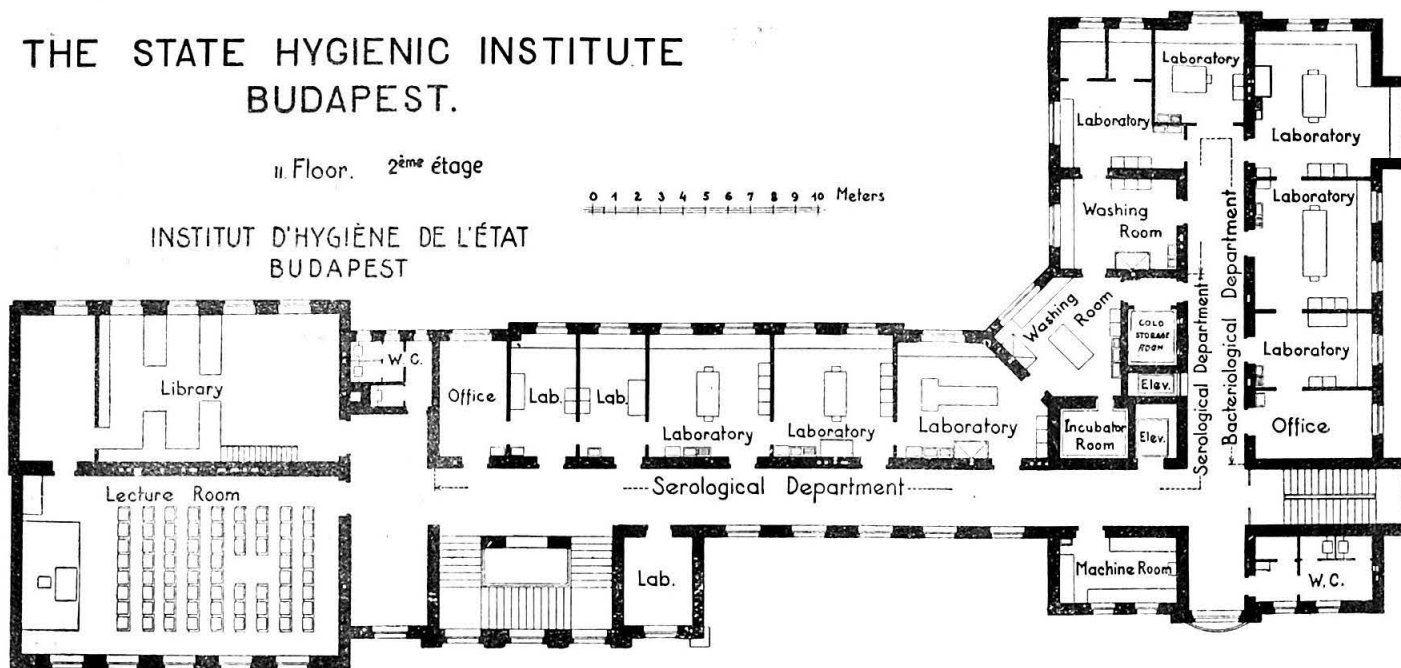 THE STATE HYGIENIC INSTITUTE
BUDAPEST.
II. Floor. 2ème étage
0 1 2 3 4 5 6 7 8 9 10 Meters
INSTITUT D'HYGIÈNE DE L'ÉTAT
BUDAPEST
Laboratory
Laboratory
Laboratory
Laboratory
Washing
Room
Washing
Room
COLD
STORAGE
ROOM
Serological Department
Bacteriological Department
Laboratory
Elev.
Elev.
Incubator
Room
Office
Library
W. C.
Office
Lab.
Lab.
Laboratory
Laboratory
Laboratory
Serological Department
Lecture Room
Lab.
Machine Room
W. C.